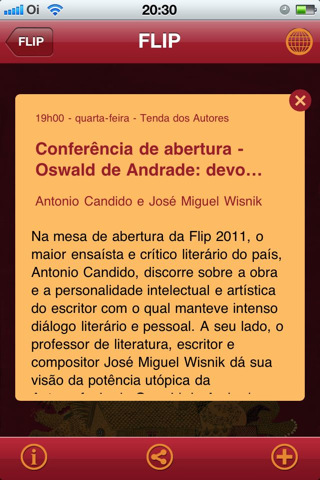 Oi 20:30
FLIP FLIP
19h00 - quarta-feira - Tenda dos Autores
Conferência de abertura -
Oswald de Andrade: devo...
Antonio Candido e José Miguel Wisnik
Na mesa de abertura da Flip 2011, o
maior ensaísta e crítico literário do país,
Antonio Candido, discorre sobre a obra
e a personalidade intelectual e artística
do escritor com o qual manteve intenso
diálogo literário e pessoal. A seu lado, o
professor de literatura, escritor e
compositor José Miguel Wisnik dá sua
visão da potência utópica da